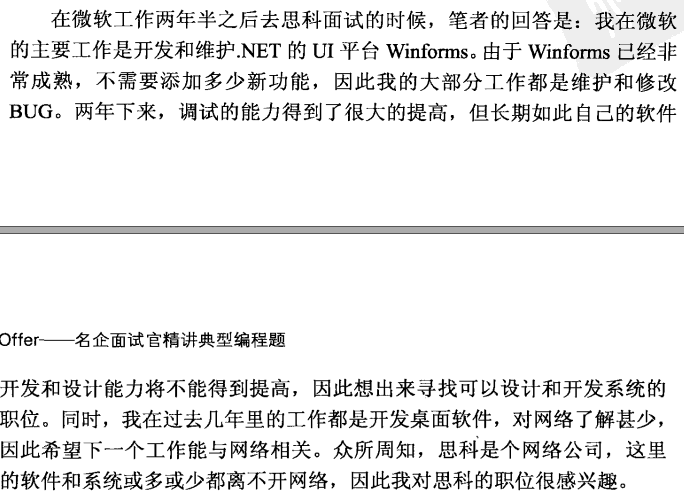 在微软工作两年半之后去思科面试的时候，笔者的回答是：我在微软
的主要工作是开发和维护.NET 的 UI 平台 Winforms。由于 Winforms 已经非
常成熟，不需要添加多少新功能，因此我的大部分工作都是维护和修改
BUG。两年下来，调试的能力得到了很大的提高，但长期如此自己的软件
Offer——名企面试官精讲典型编程题
开发和设计能力将不能得到提高，因此想出来寻找可以设计和开发系统的
职位。同时，我在过去几年里的工作都是开发桌面软件，对网络了解甚少，
因此希望下一个工作能与网络相关。众所周知，思科是个网络公司，这里
的软件和系统或多或少都离不开网络，因此我对思科的职位很感兴趣。